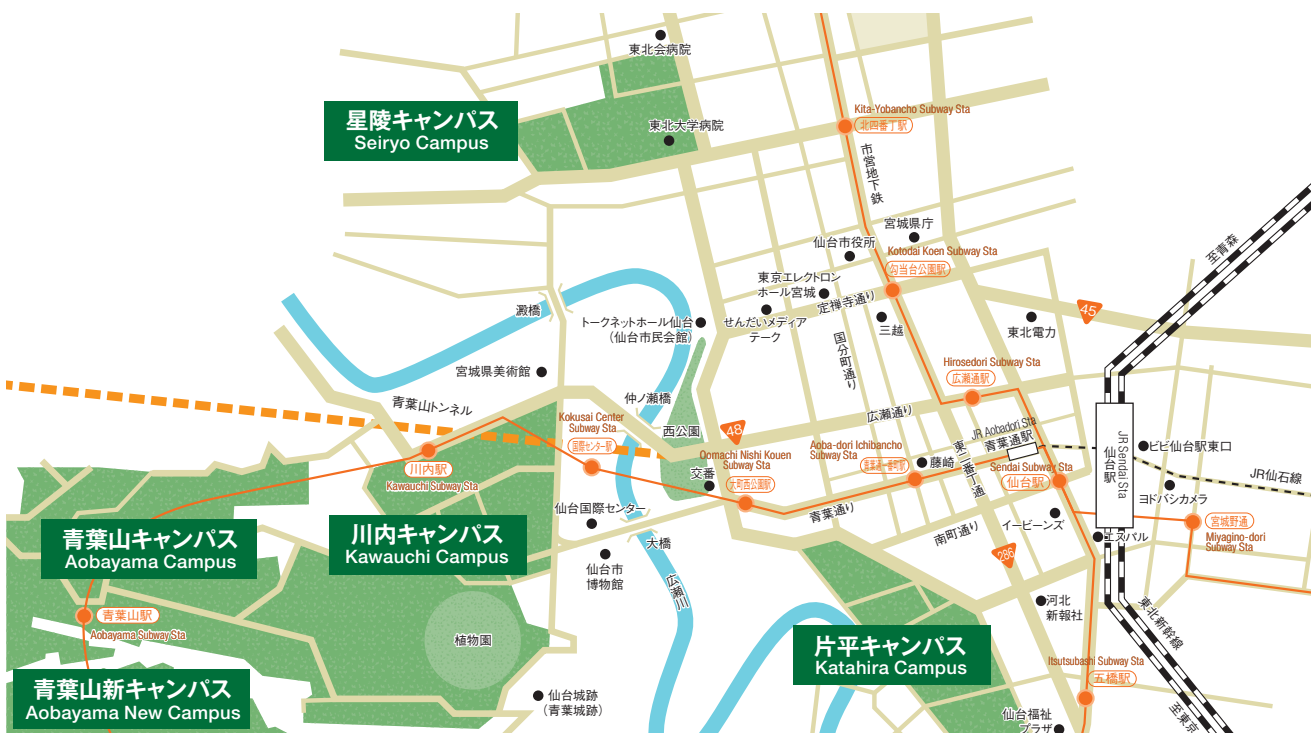 東北会病院
星陵キャンパス
Seiryo Campus
東北大学病院
Kita-Yobancho Subway Sta
北四番丁駅
市営地下鉄
宮城県庁
仙台市役所
Kotodai Koen Subway Sta
勾当台公園駅
東京エレクトロン
ホール宮城
定禅寺通り
せんだいメディア
テーク
三越
国分町通り
至青森
45
東北電力
澱橋
トークネットホール仙台
（仙台市民会館）
宮城県美術館
仲ノ瀬橋
Hirosedori Subway Sta
広瀬通駅
広瀬通り
青葉山トンネル
Kokusai Center
Subway Sta
国際センター駅
西公園
48
Oomachi Nishi Kouen
Subway Sta
大町西公園駅
交番
Aoba-dori Ichibancho
Subway Sta
青葉通一番町駅
藤崎
東二番丁通
JR Aobadori Sta
青葉通駅
Sendai Subway Sta
仙台駅
JR Sendai Sta
仙台駅
ビビ仙台駅東口
JR仙石線
ヨドバシカメラ
川内駅
Kawauchi Subway Sta
青葉通り
南町通り
イービーンズ
エスパル
宮城野通
Miyagino-dori
Subway Sta
仙台国際センター
大橋
仙台市
博物館
広瀬川
286
青葉山キャンパス
Aobayama Campus
川内キャンパス
Kawauchi Campus
青葉山駅
Aobayama Subway Sta
植物園
河北
新報社
東北新幹線
片平キャンパス
Katahira Campus
Itsutsubashi Subway Sta
五橋駅
青葉山新キャンパス
Aobayama New Campus
仙台城跡
（青葉城跡）
仙台福祉
プラザ
至東京